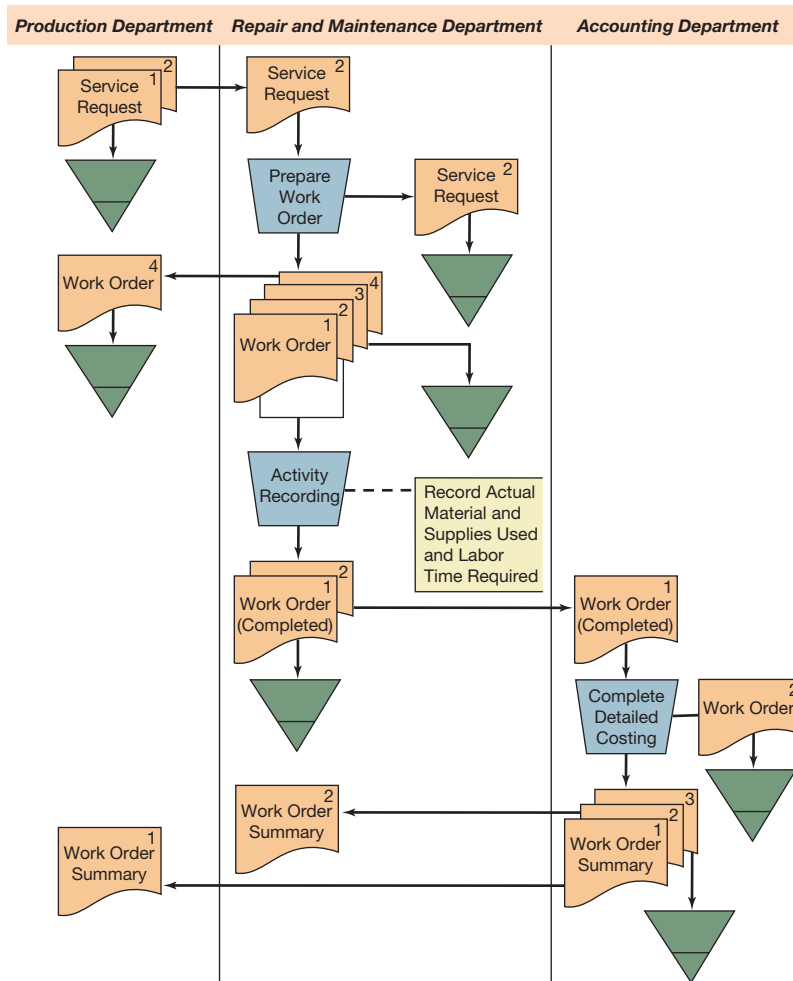 Production Department
Repair and Maintenance Department
Accounting Department
2
1
Service
Request
2
Service
Request
Prepare
Work
Order
2
Service
Request
4
Work Order
4
3
2
1
Work Order
Activity
Recording
Record Actual
Material and
Supplies Used
and Labor
Time Required
2
1
Work Order
(Completed)
1
Work Order
(Completed)
Complete
Detailed
Costing
2
Work Order
2
Work Order
Summary
3
2
1
Work Order
Summary
1
Work Order
Summary